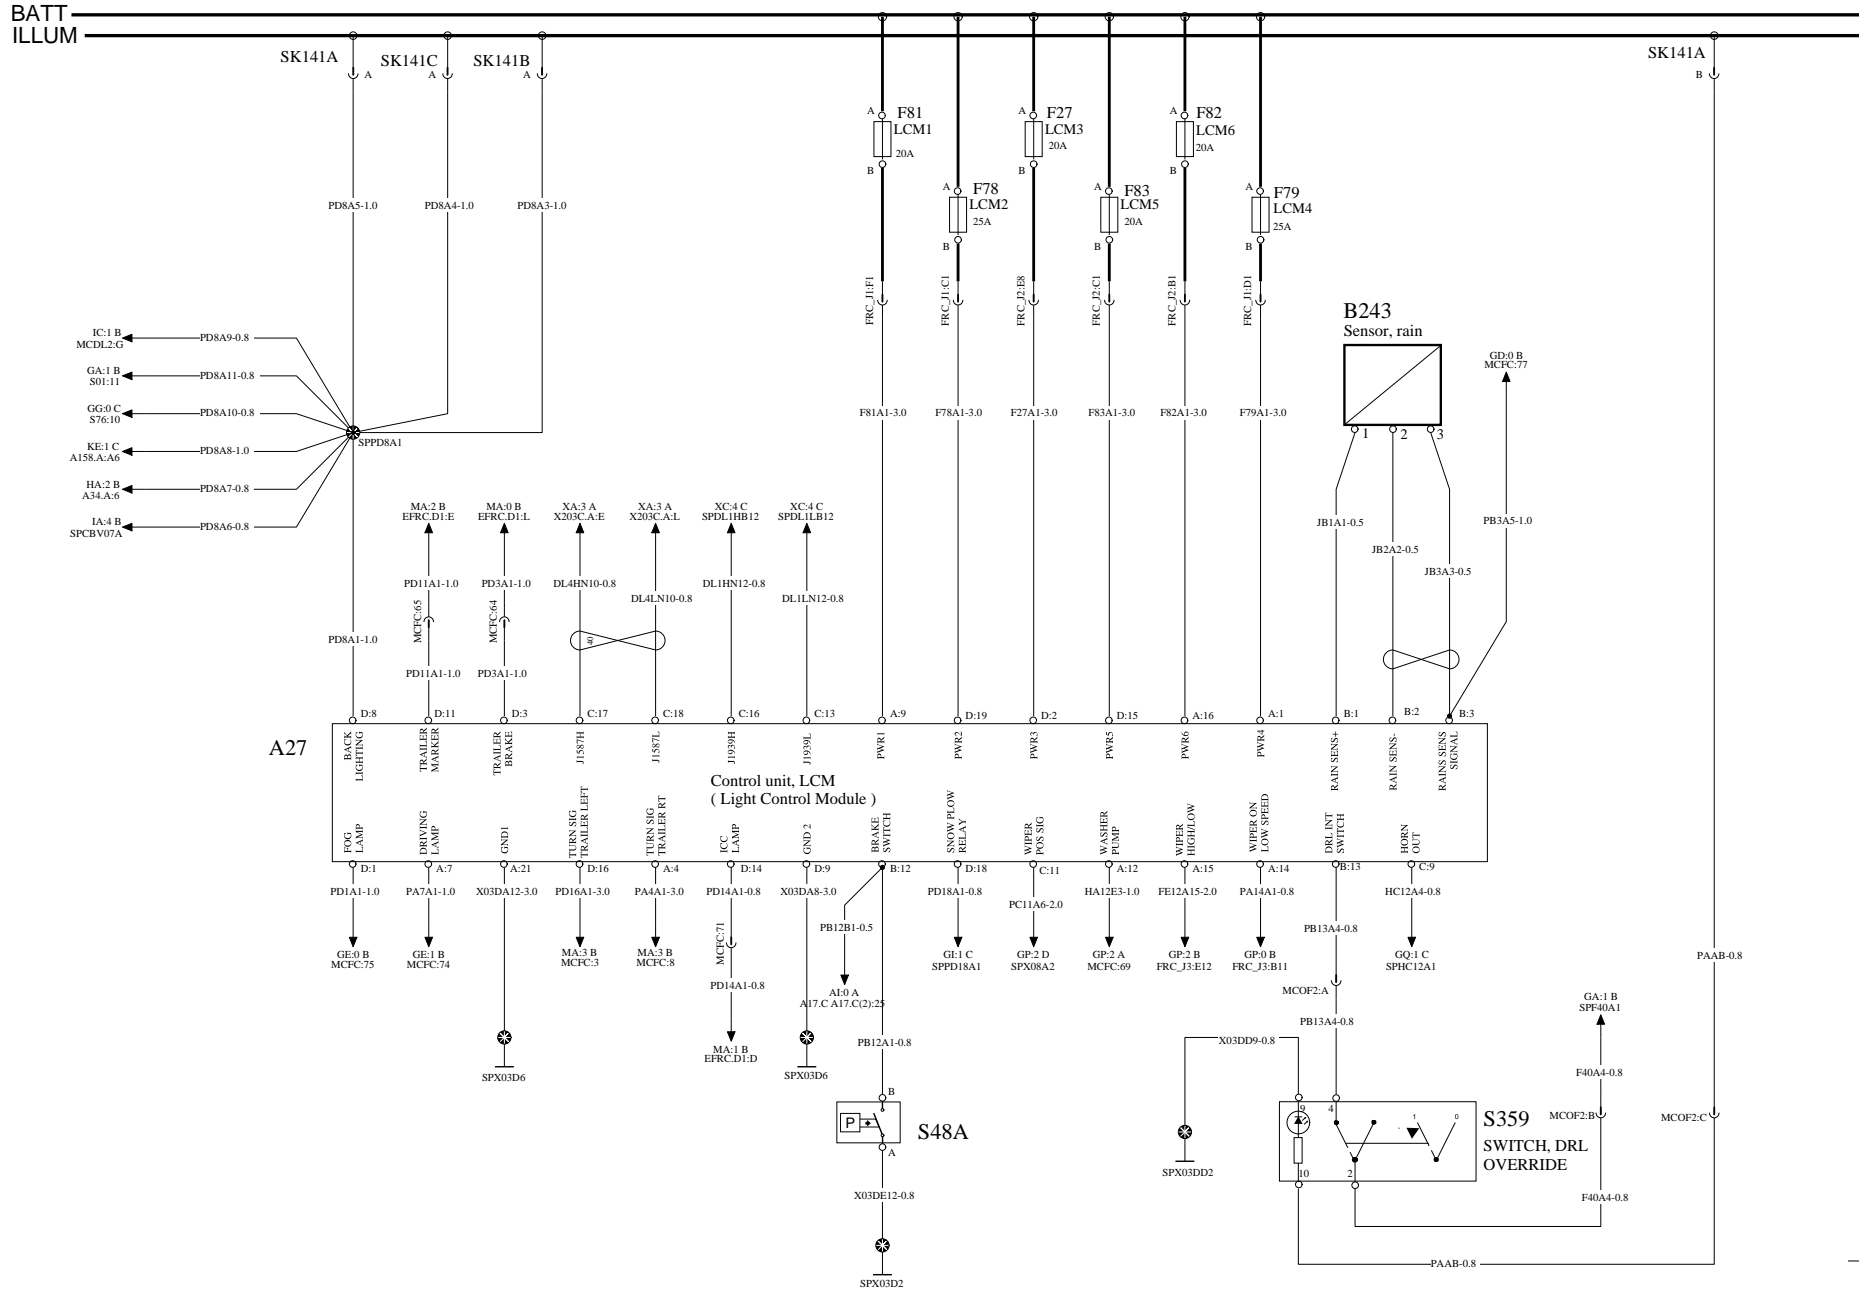 BATT
ILLUM
SK141A
SK141C
SK141B
SK141A
A
A
A
B
A
F81
LCM1
20A
B
A
F27
LCM3
20A
B
A
F82
LCM6
20A
B
A
F78
LCM2
25A
B
A
F83
LCM5
20A
B
A
F79
LCM4
25A
B
PD8A5-1.0
PD8A4-1.0
PD8A3-1.0
FRC_J1:F1
FRC_J1:C1
FRC_J2:E8
FRC_J2:C1
FRC_J2:B1
FRC_J1:D1
B243
Sensor, rain
1
2
3
GD:0 B
MCFC:77
IC:1 B
MCDL2:G
PD8A9-0.8
GA:1 B
S01:11
PD8A11-0.8
GG:0 C
S76:10
PD8A10-0.8
KE:1 C
A158.A:A6
PD8A8-1.0
HA:2 B
A34.A:6
PD8A7-0.8
IA:4 B
SPCBV07A
PD8A6-0.8
SPPD8A1
F81A1-3.0
F78A1-3.0
F27A1-3.0
F83A1-3.0
F82A1-3.0
F79A1-3.0
MA:2 B
EFRC.D1:E
MA:0 B
EFRC.D1:L
XA:3 A
X203C.A:E
XA:3 A
X203C.A:L
XC:4 C
SPDL1HB12
XC:4 C
SPDL1LB12
JB1A1-0.5
PB3A5-1.0
JB2A2-0.5
JB3A3-0.5
PD11A1-1.0
PD3A1-1.0
DL4HN10-0.8
DL4LN10-0.8
DL1HN12-0.8
DL1LN12-0.8
MCFC:65
MCFC:64
40
PD8A1-1.0
PD11A1-1.0
PD3A1-1.0
D:8
D:11
D:3
C:17
C:18
C:16
C:13
A:9
D:19
D:2
D:15
A:16
A:1
B:1
B:2
B:3
A27
BACK
LIGHTING
TRAILER
MARKER
TRAILER
BRAKE
J1587H
J1587L
J1939H
J1939L
PWR1
PWR2
PWR3
PWR5
PWR6
PWR4
RAIN SENS+
RAIN SENS-
RAINS SENS
SIGNAL
Control unit, LCM
( Light Control Module )
FOG
LAMP
DRIVING
LAMP
GND1
TURN SIG
TRAILER LEFT
TURN SIG
TRAILER RT
ICC
LAMP
GND 2
BRAKE
SWITCH
SNOW PLOW
RELAY
WIPER
POS SIG
WASHER
PUMP
WIPER
HIGH/LOW
WIPER ON
LOW SPEED
DRL INT
SWITCH
HORN
OUT
D:1
A:7
A:21
D:16
A:4
D:14
D:9
B:12
D:18
C:11
A:12
A:15
A:14
B:13
C:9
PD1A1-1.0
PA7A1-1.0
X03DA12-3.0
PD16A1-3.0
PA4A1-3.0
PD14A1-0.8
X03DA8-3.0
PB12B1-0.5
PD18A1-0.8
PC11A6-2.0
HA12E3-1.0
FE12A15-2.0
PA14A1-0.8
PB13A4-0.8
HC12A4-0.8
GE:0 B
MCFC:75
GE:1 B
MCFC:74
MA:3 B
MCFC:3
MA:3 B
MCFC:8
MCFC:71
GI:1 C
SPPD18A1
GP:2 D
SPX08A2
GP:2 A
MCFC:69
GP:2 B
FRC_J3:E12
GP:0 B
FRC_J3:B11
GQ:1 C
SPHC12A1
PAAB-0.8
PD14A1-0.8
AI:0 A
A17.C A17.C(2):25
MCOF2:A
GA:1 B
SPF40A1
PB13A4-0.8
MA:1 B
EFRC.D1:D
PB12A1-0.8
X03DD9-0.8
SPX03D6
SPX03D6
F40A4-0.8
B
P
A
S48A
9
4
1
0
10
2
S359
SWITCH, DRL
OVERRIDE
MCOF2:B
MCOF2:C
SPX03DD2
X03DE12-0.8
F40A4-0.8
PAAB-0.8
SPX03D2